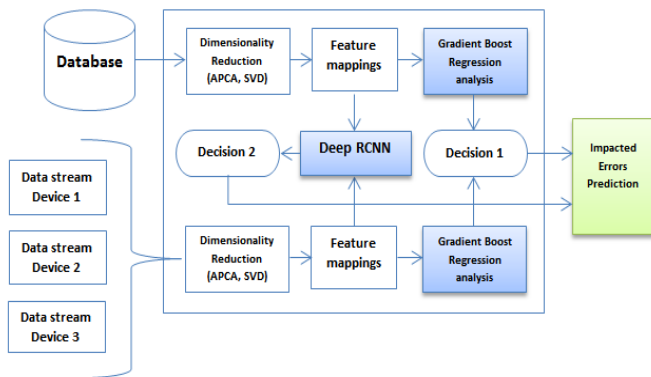 Database
Dimensionality
Reduction
(APCA, SVD)
Feature
mappings
Gradient Boost
Regression
analysis
Decision 2
Deep RCNN
Decision 1
Impacted
Errors
Prediction
Data stream
Device 1
Data stream
Device 2
Data stream
Device 3
Dimensionality
Reduction
(APCA, SVD)
Feature
mappings
Gradient Boost
Regression
analysis